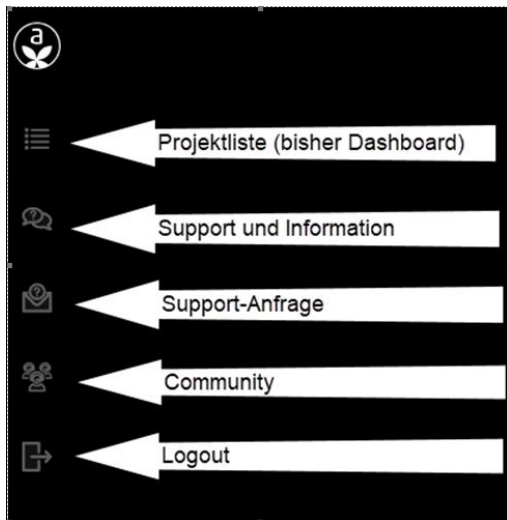 a
Projektliste (bisher Dashboard)
Support und Information
Support-Anfrage
Community
Logout